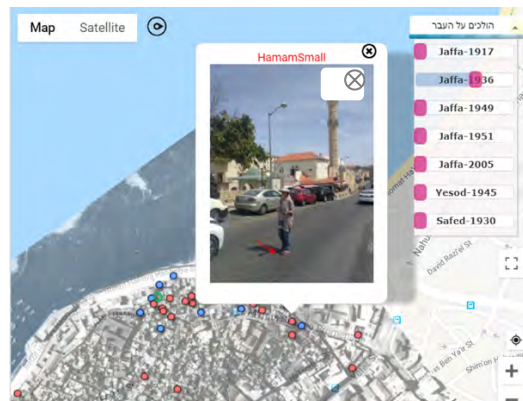 Map Satellite
הולכים על העבר
HamamSmall
Jaffa-1917
Jaffa-1936
Jaffa-1949
Jaffa-1951
Jaffa-2005
Yesod-1945
Safed-1930
David Razi'el St
Shim'on